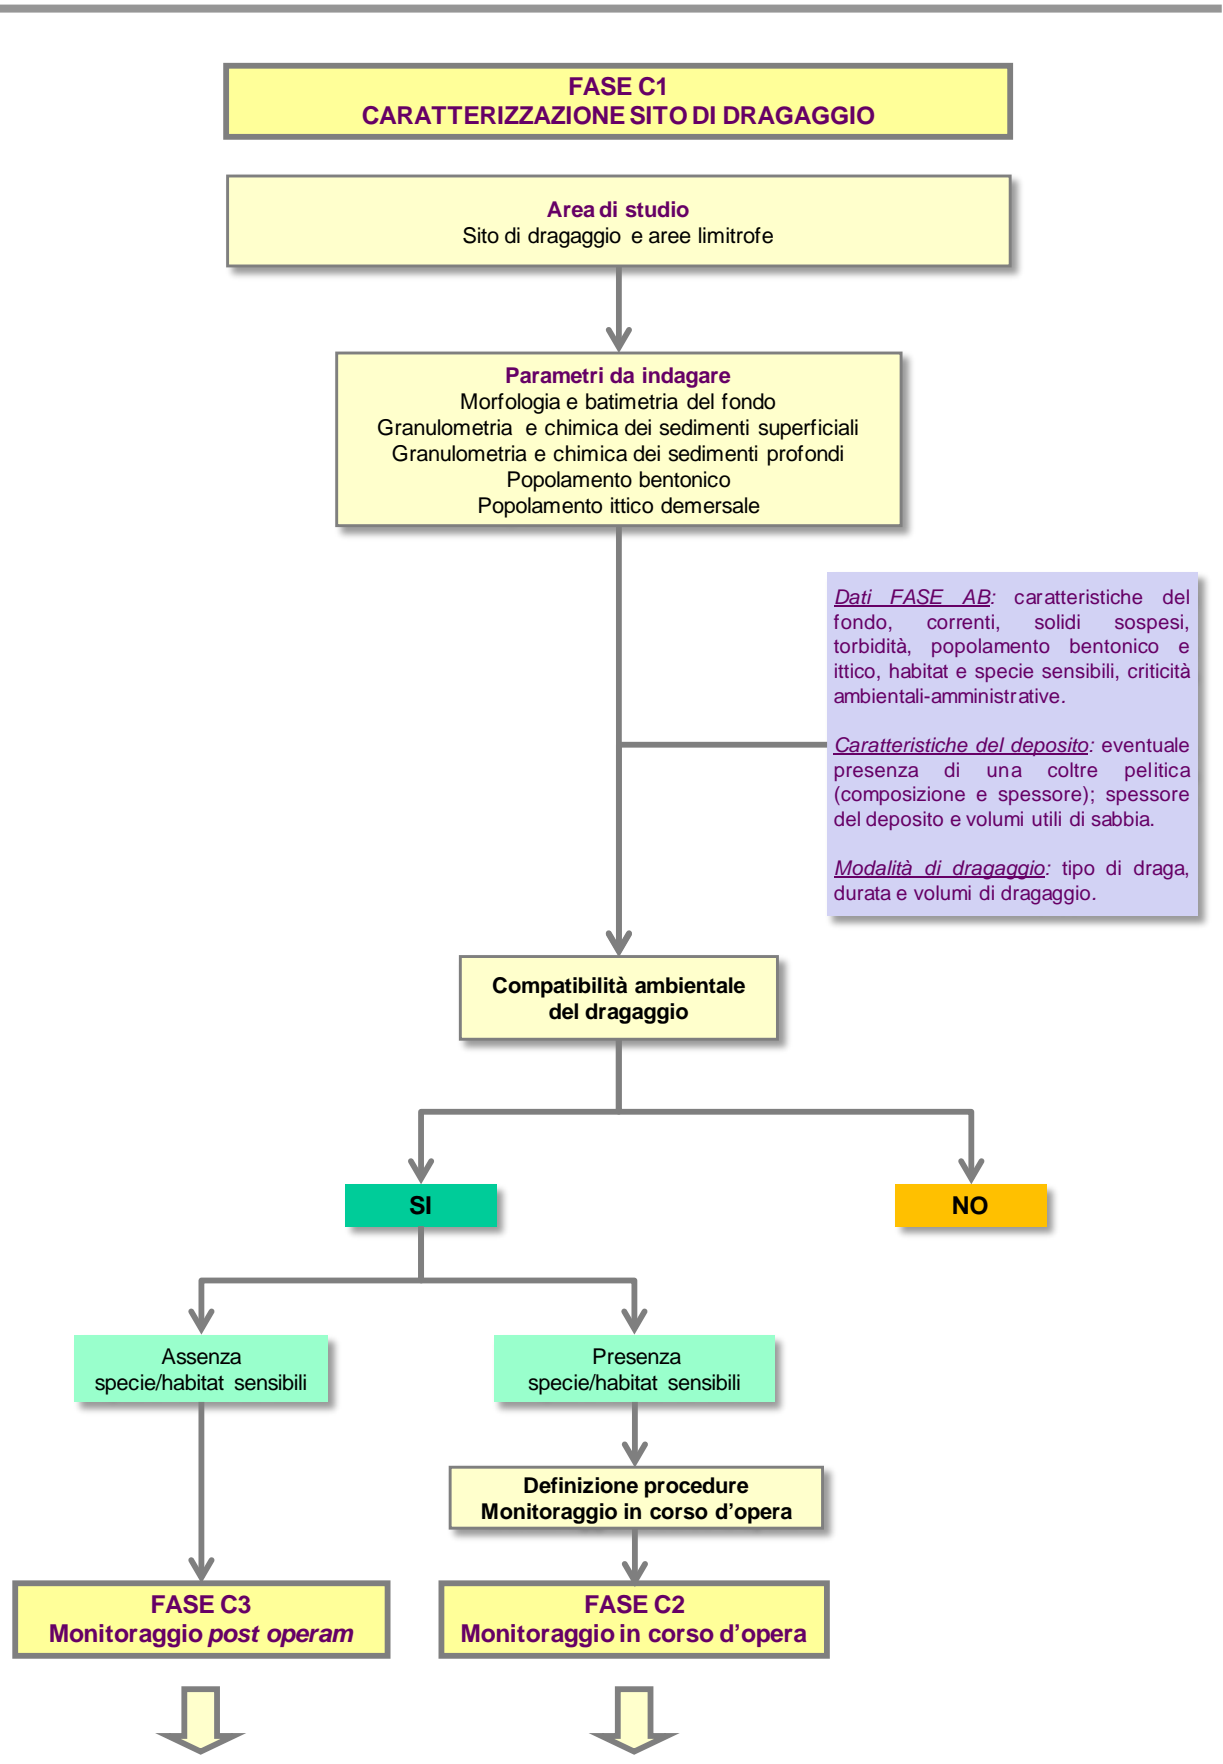 FASE C1
CARATTERIZZAZIONE SITO DI DRAGAGGIO
Area di studio
Sito di dragaggio e aree limitrofe
Parametri da indagare
Morfologia e batimetria del fondo
Granulometria e chimica dei sedimenti superficiali
Granulometria e chimica dei sedimenti profondi
Popolamento bentonico
Popolamento ittico demersale
Dati FASE AB: caratteristiche del
fondo, correnti, solidi sospesi,
torbidità, popolamento bentonico e
ittico, habitat e specie sensibili, criticità
ambientali-amministrative.
Caratteristiche del deposito: eventuale
presenza di una coltre pelitica
(composizione e spessore); spessore
del deposito e volumi utili di sabbia.
Modalità di dragaggio: tipo di draga,
durata e volumi di dragaggio.
Compatibilità ambientale
del dragaggio
SI
NO
Assenza
specie/habitat sensibili
Presenza
specie/habitat sensibili
Definizione procedure
Monitoraggio in corso d'opera
FASE C3
Monitoraggio post operam
FASE C2
Monitoraggio in corso d'opera